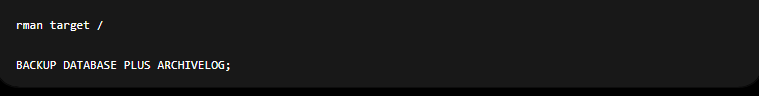 rman target /
BACKUP DATABASE PLUS ARCHIVELOG;